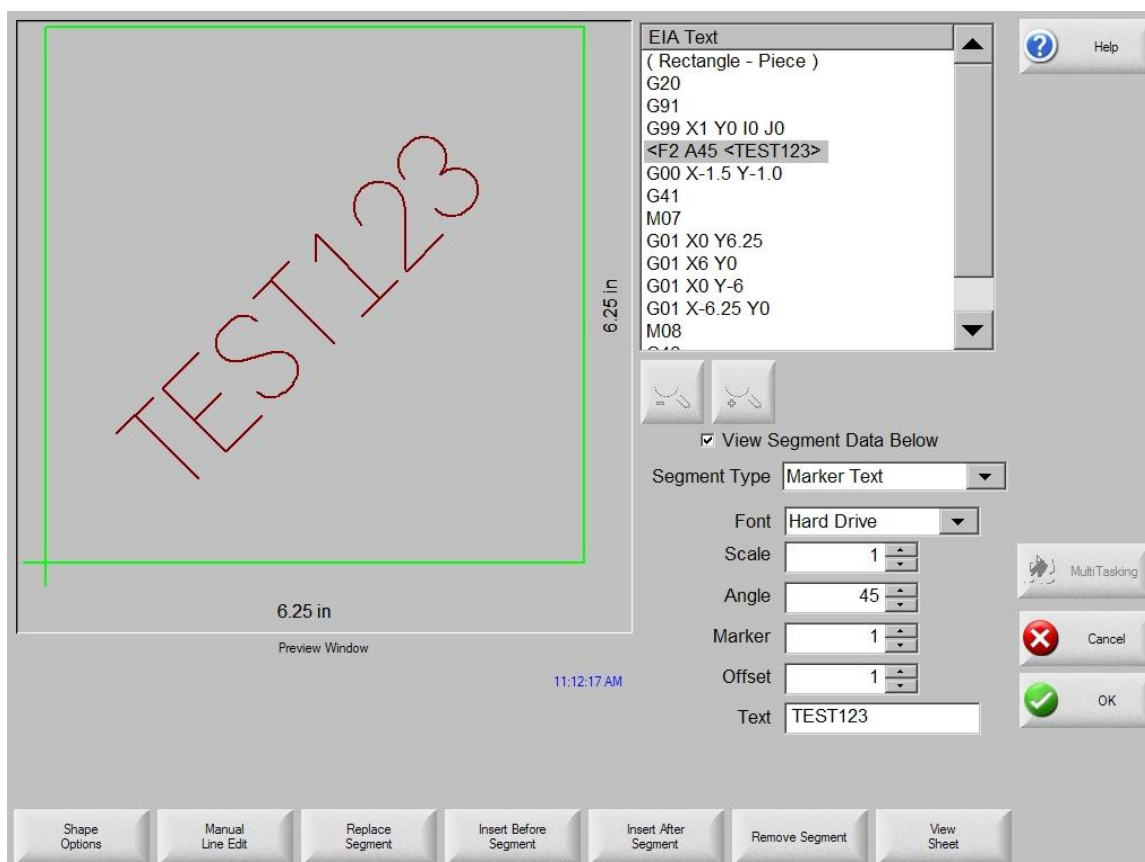 TEST123
6.25 in
6.25 in
Preview Window
11:12:17 AM
EIA Text
( Rectangle - Piece )
G20
G91
G99 X1 Y0 I0 J0
<F2 A45 <TEST123>
G00 X-1.5 Y-1.0
G41
M07
G01 X0 Y6.25
G01 X6 Y0
G01 X0 Y-6
G01 X-6.25 Y0
M08
View Segment Data Below
Segment Type Marker Text
Font Hard Drive
Scale 1
Angle 45
Marker 1
Offset 1
Text TEST123
Help
MultiTasking
Cancel
OK
Shape
Options
Manual
Line Edit
Replace
Segment
Insert Before
Segment
Insert After
Segment
Remove Segment
View
Sheet